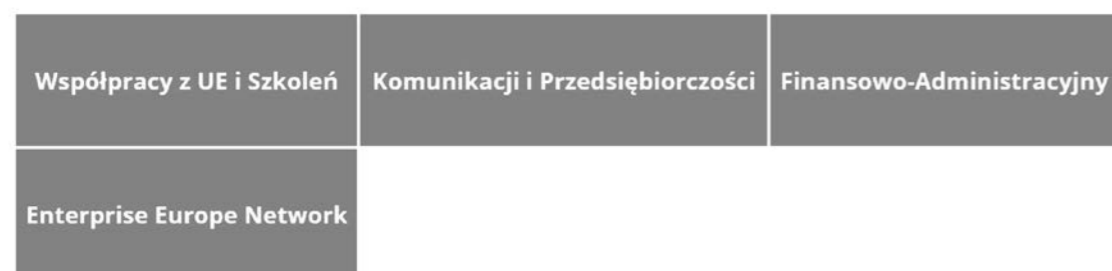 Współpracy z UE i Szkoleń
Komunikacji i Przedsiębiorczości
Finansowo-Administracyjny
Enterprise Europe Network